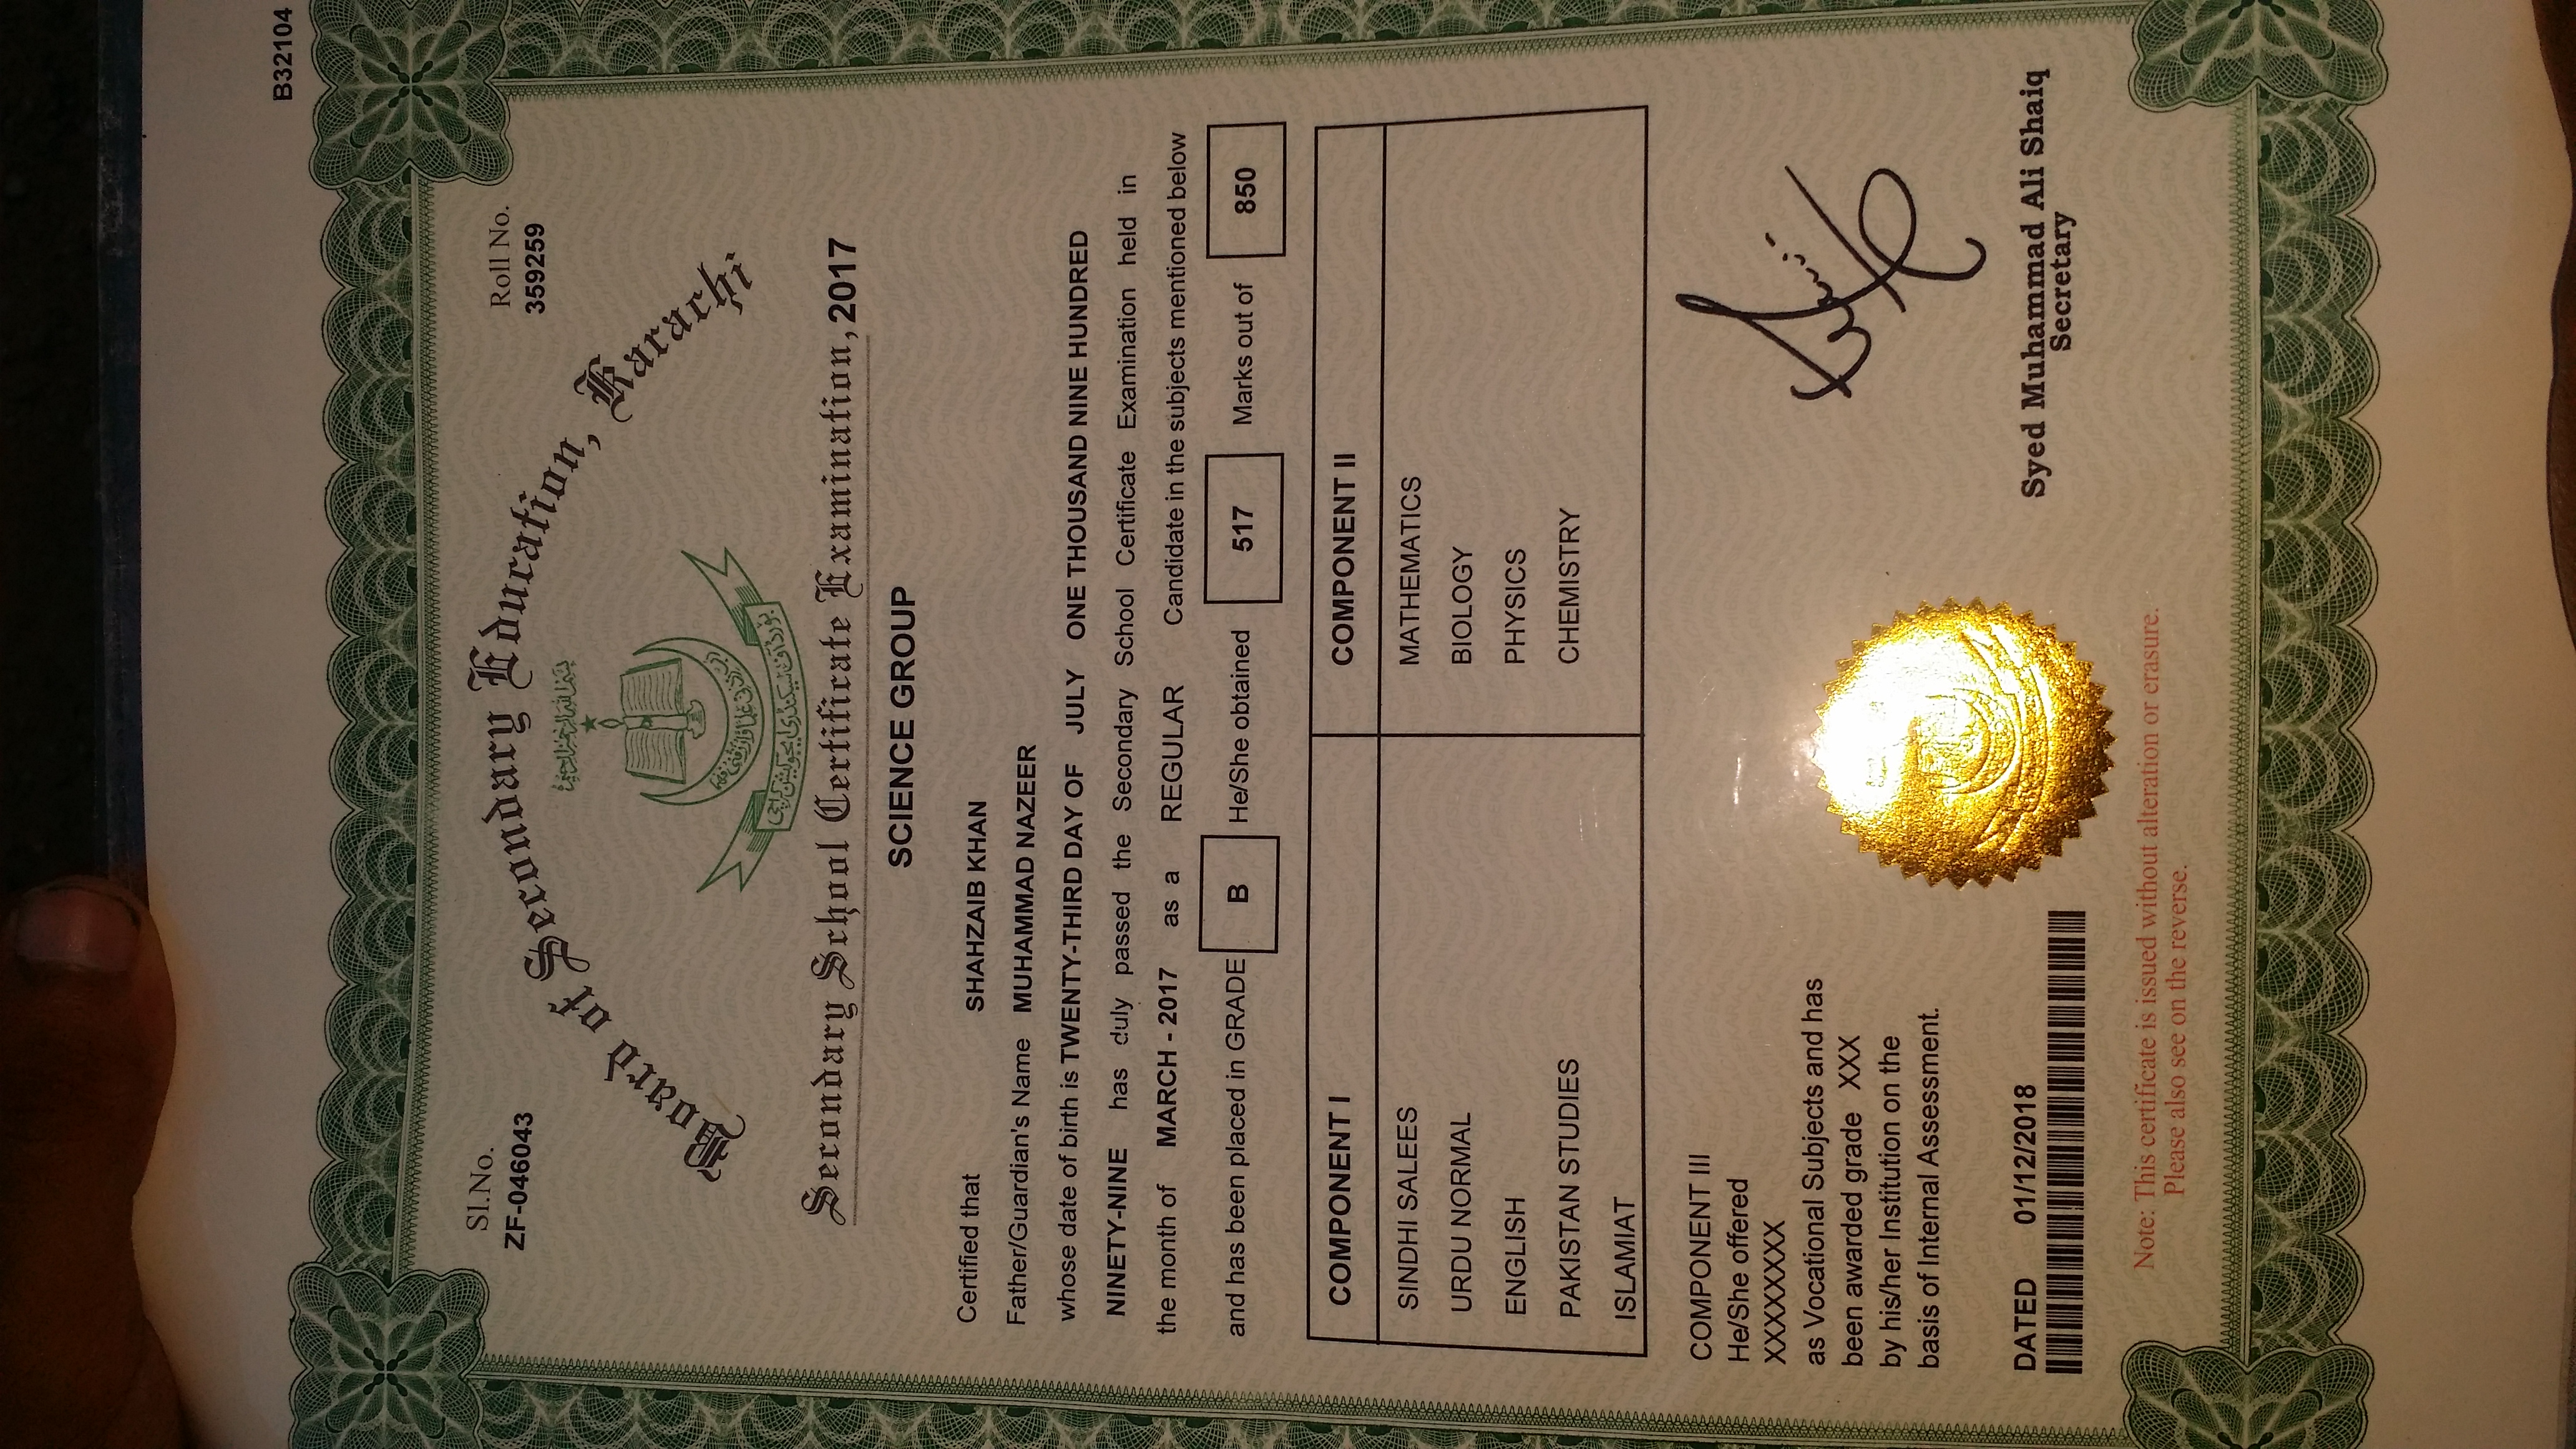 B32104
Sl.No. Roll No.
ZF-046043 359259
Board of Secondary Education, Karachi
Secondary School Certificate Examination, 2017
SCIENCE GROUP
Certified that SHAHZAIB KHAN
Father/Guardian's Name MUHAMMAD NAZEER
whose date of birth is TWENTY-THIRD DAY OF JULY ONE THOUSAND NINE HUNDRED
NINETY-NINE has duly passed the Secondary School Certificate Examination held in
the month of MARCH - 2017 as a REGULAR Candidate in the subjects mentioned below
and has been placed in GRADE B He/She obtained 517 Marks out of 850
COMPONENT I COMPONENT II
SINDHI SALEES MATHEMATICS
URDU NORMAL BIOLOGY
ENGLISH PHYSICS
PAKISTAN STUDIES CHEMISTRY
ISLAMIAT
COMPONENT III
He/She offered
XXXXXXXX
as Vocational Subjects and has
been awarded grade XXX
by his/her Institution on the
basis of Internal Assessment.
DATED 01/12/2018
Syed Muhammad Ali Shaiq
Secretary
Note: This certificate is issued without alteration or erasure.
Please also see on the reverse.